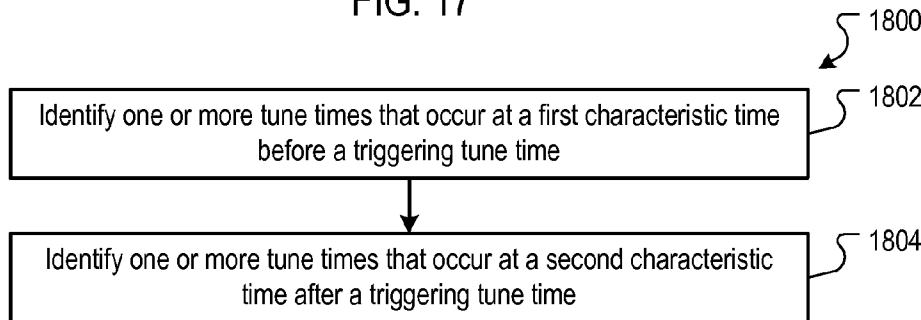 FIG. 17
1800
Identify one or more tune times that occur at a first characteristic time
before a triggering tune time
1802
Identify one or more tune times that occur at a second characteristic
time after a triggering tune time
1804